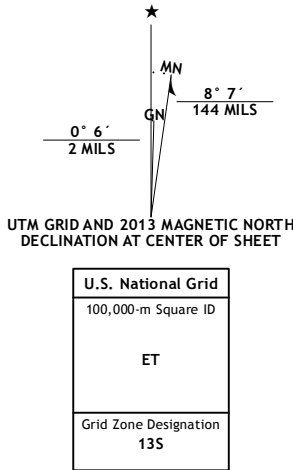 ★
MN
GN
8° 7´
144 MILS
0° 6´
2 MILS
UTM GRID AND 2013 MAGNETIC NORTH
DECLINATION AT CENTER OF SHEET
U.S. National Grid
100,000-m Square ID
ET
Grid Zone Designation
13S